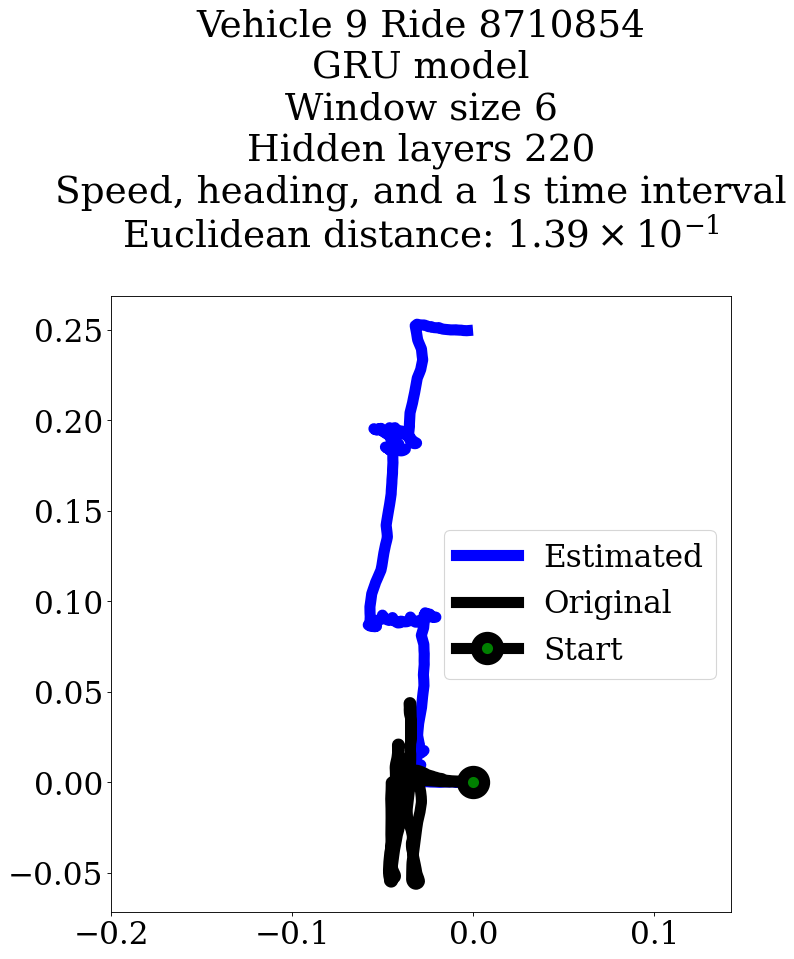 Vehicle 9 Ride 8710854
GRU model
Window size 6
Hidden layers 220
Speed, heading, and a 1s time interval
Euclidean distance: 1.39 × 10⁻¹
0.25
0.20
0.15
0.10
0.05
0.00
−0.05
Estimated
Original
Start
−0.2
−0.1
0.0
0.1